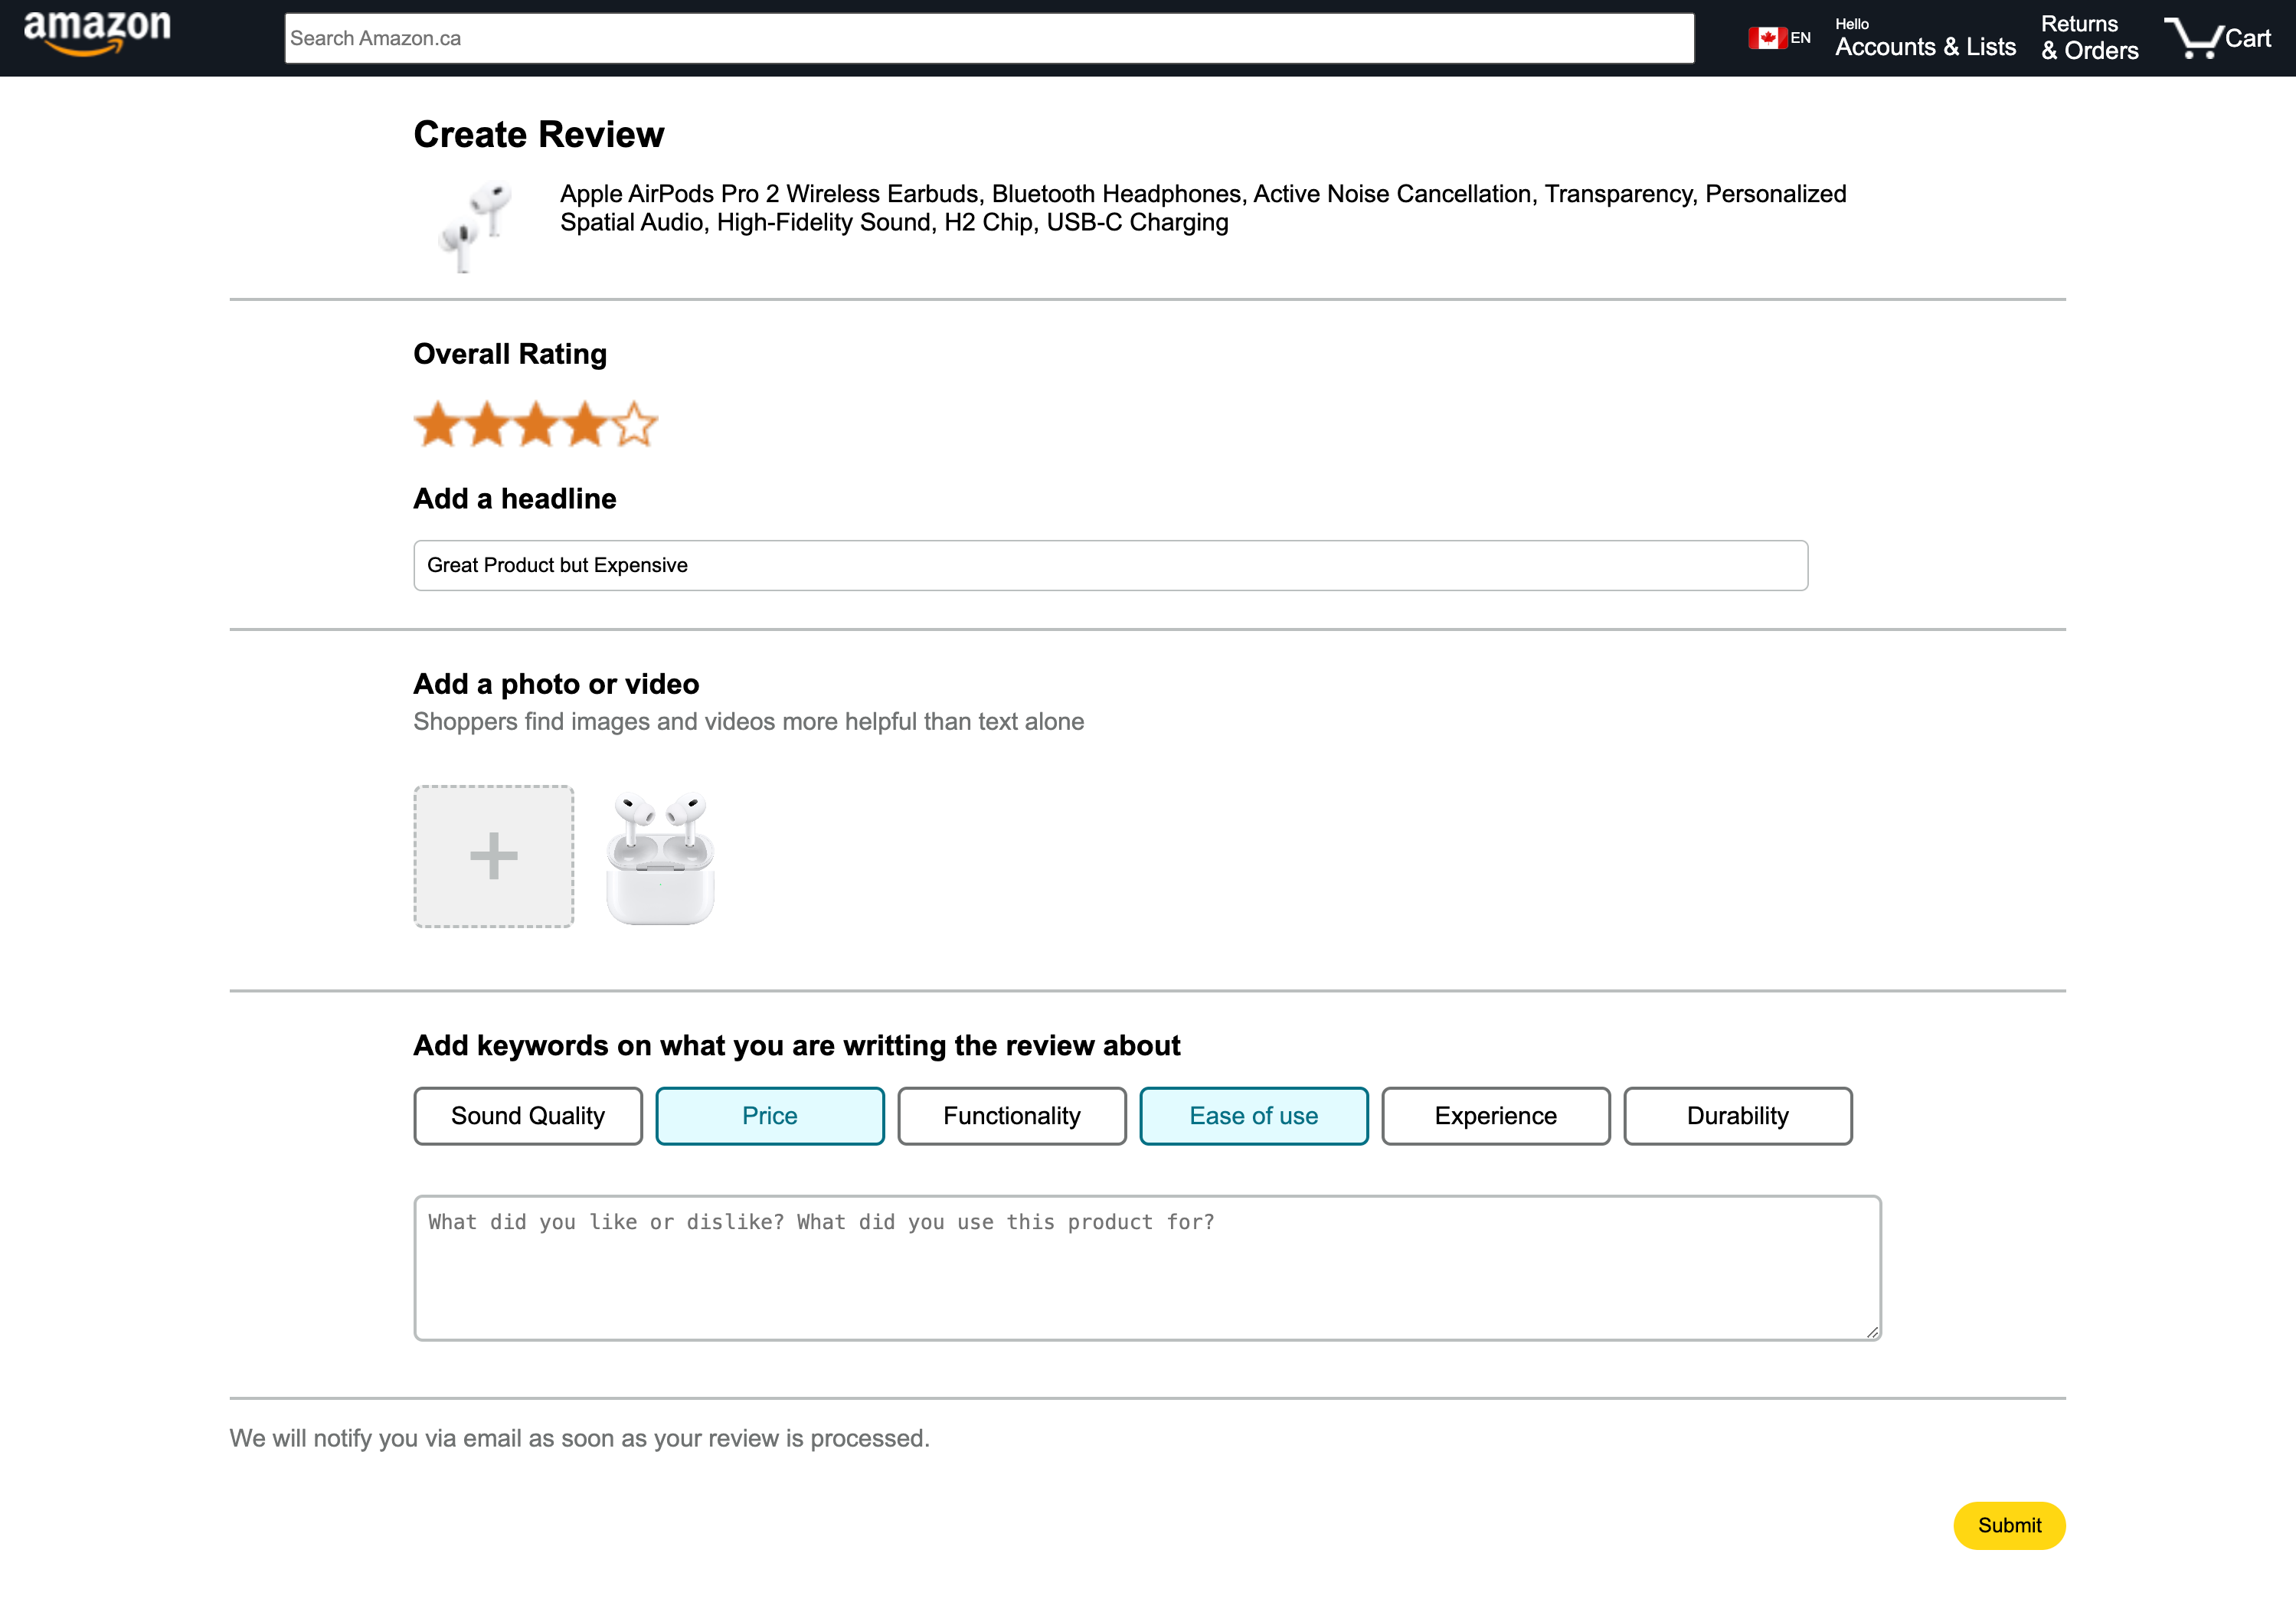 amazon
Search Amazon.ca
EN
Hello
Accounts & Lists
Returns
& Orders
Cart
Create Review
Apple AirPods Pro 2 Wireless Earbuds, Bluetooth Headphones, Active Noise Cancellation, Transparency, Personalized
Spatial Audio, High-Fidelity Sound, H2 Chip, USB-C Charging
Overall Rating
Add a headline
Great Product but Expensive
Add a photo or video
Shoppers find images and videos more helpful than text alone
Add keywords on what you are writting the review about
Sound Quality
Price
Functionality
Ease of use
Experience
Durability
What did you like or dislike? What did you use this product for?
We will notify you via email as soon as your review is processed.
Submit